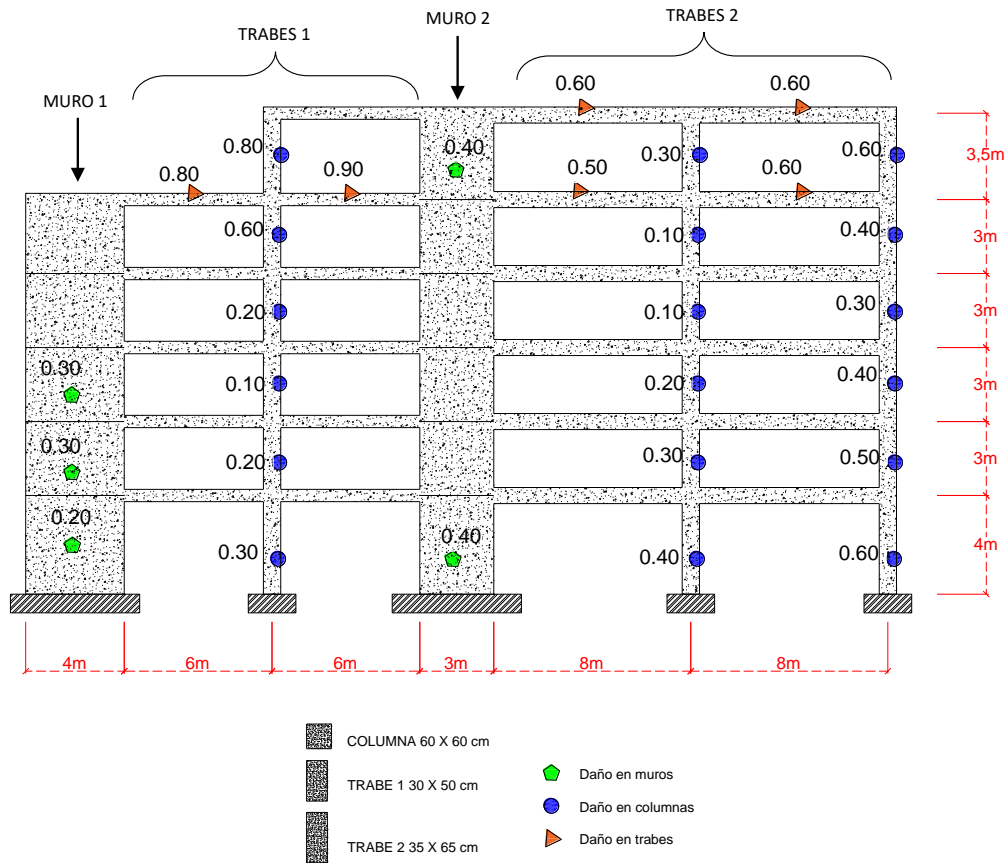 MURO 2
TRABES 1
TRABES 2
MURO 1
0.60 0.60
0.80 0.40 0.30 0.60
3,5m
0.80 0.90 0.50 0.60
0.60 0.10 0.40
3m
0.20 0.10 0.30
3m
0.30 0.10 0.20 0.40
3m
0.30 0.20 0.30 0.50
3m
0.20 0.30 0.40 0.40 0.60
4m
4m 6m 6m 3m 8m 8m
COLUMNA 60 X 60 cm
TRABE 1 30 X 50 cm
TRABE 2 35 X 65 cm
Daño en muros
Daño en columnas
Daño en trabes